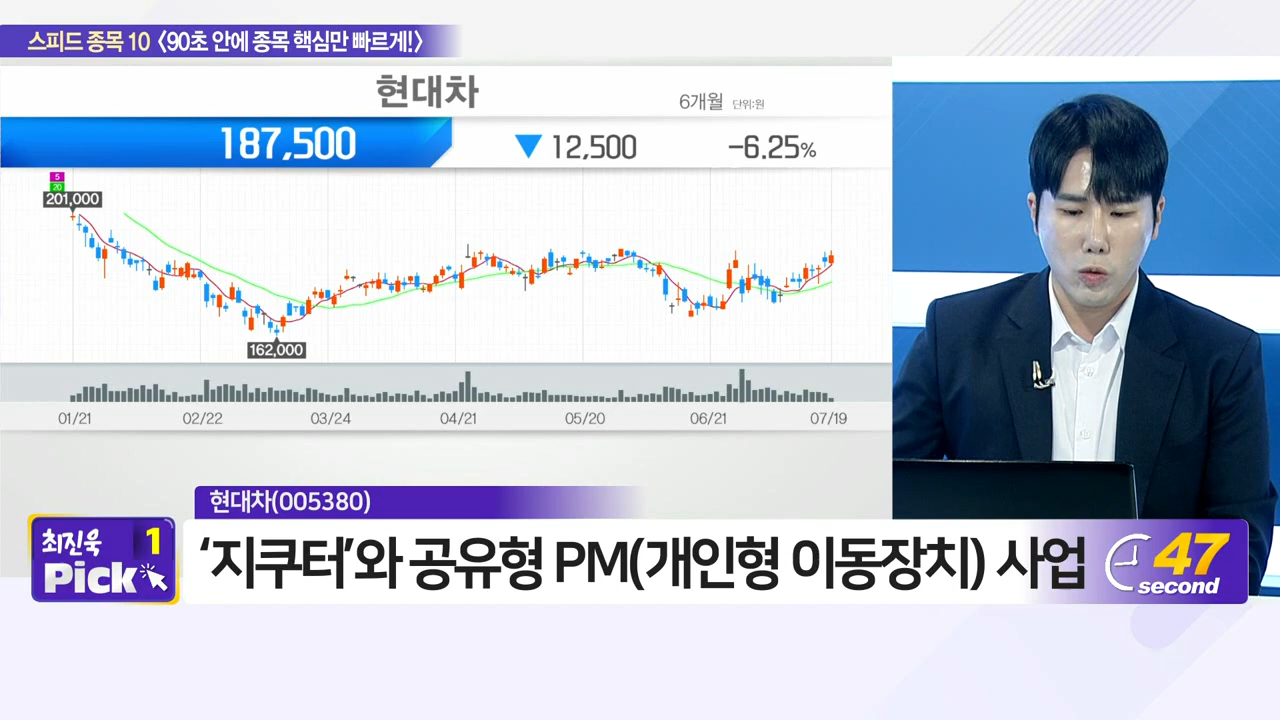 스피드 종목 10 〈90초 안에 종목 핵심만 빠르게!〉
현대차
6개월 단위:원
187,500 ▼12,500 -6.25%
5
20
201,000
162,000
01/21 02/22 03/24 04/21 05/20 06/21 07/19
현대차(005380)
최진욱 1
Pick
‘지쿠터’와 공유형 PM(개인형 이동장치) 사업
47
second